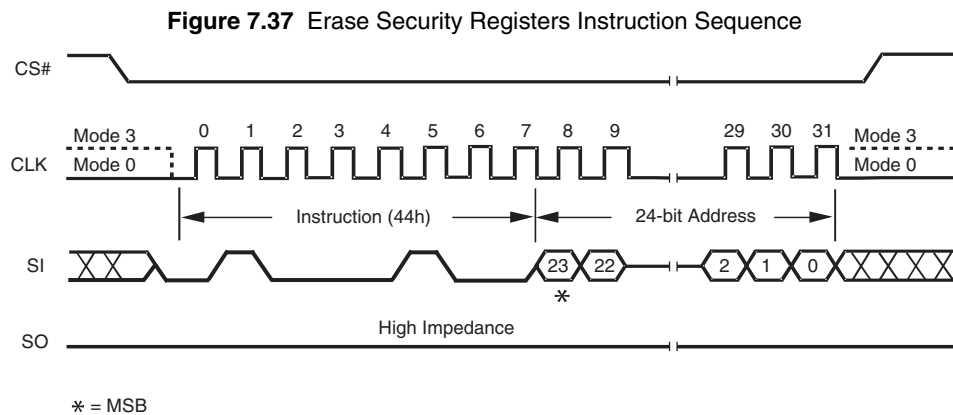 Figure 7.37 Erase Security Registers Instruction Sequence
CS#
Mode 3 0 1 2 3 4 5 6 7 8 9 29 30 31 Mode 3
CLK Mode 0 Mode 0
Instruction (44h) 24-bit Address
SI 23 22 2 1 0
*
High Impedance
SO
* = MSB